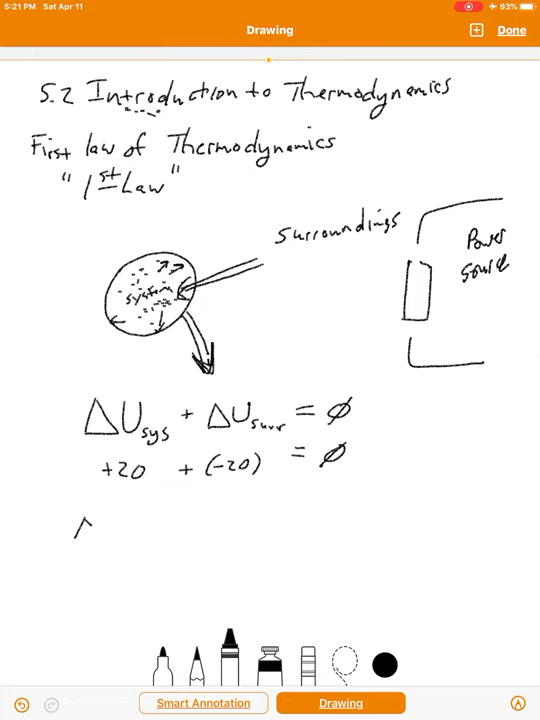 5:21 PM Sat Apr 11
93%
Drawing
Done
5.2 Introduction to Thermodynamics
First law of Thermodynamics
"1st Law"
surroundings
Power
source
system
ΔUsys + ΔUsurr = ∅
+20 + (-20) = ∅
Smart Annotation
Drawing